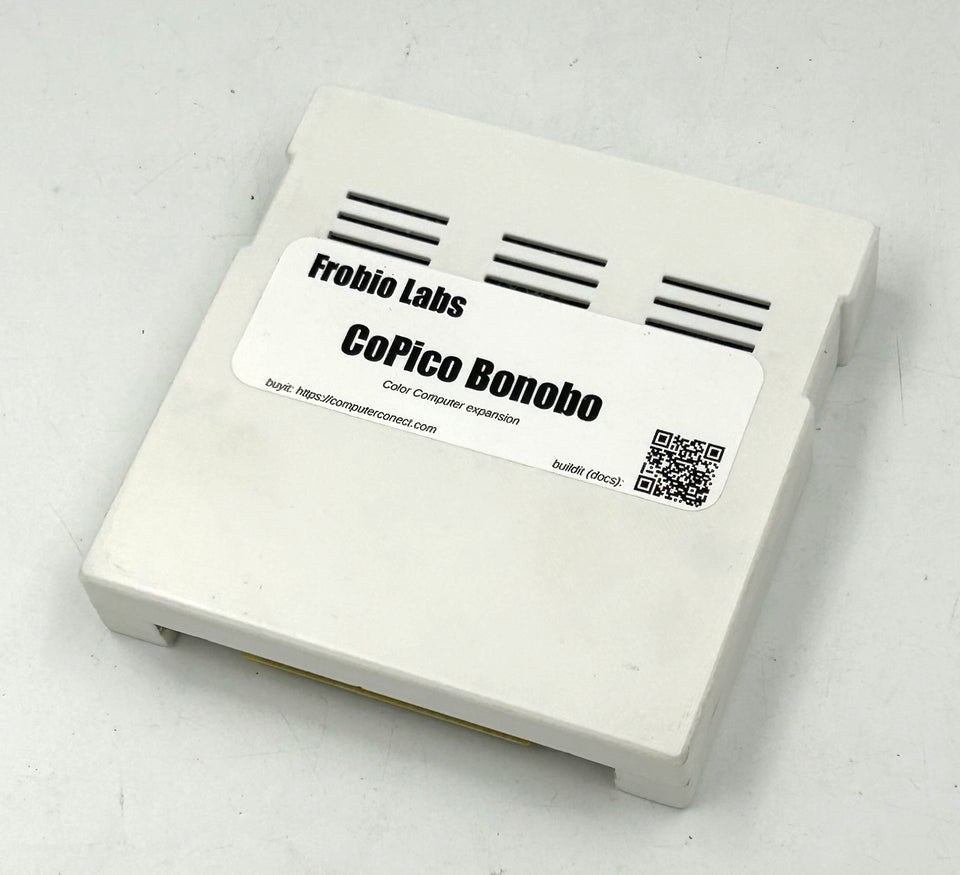 Frobio Labs
CoPico Bonobo
Color Computer expansion
buyit: https://computerconect.com
buildit (docs):